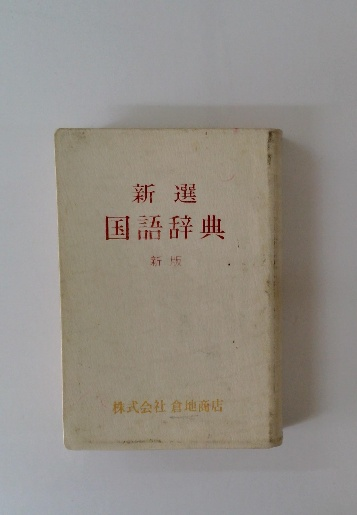 新選
国語辞典
新版
株式会社 倉地商店